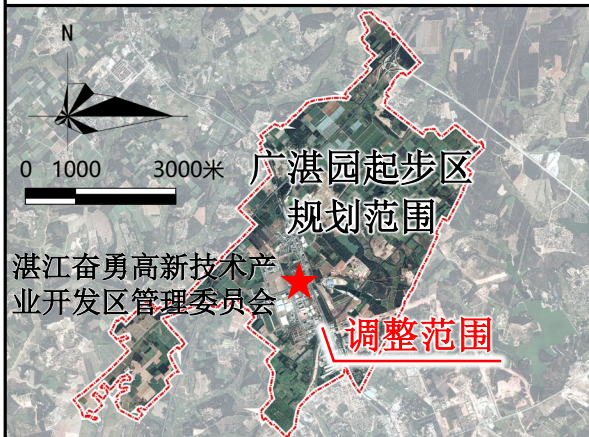 N
0 1000 3000米
广湛园起步区
规划范围
湛江奋勇高新技术产
业开发区管理委员会
调整范围